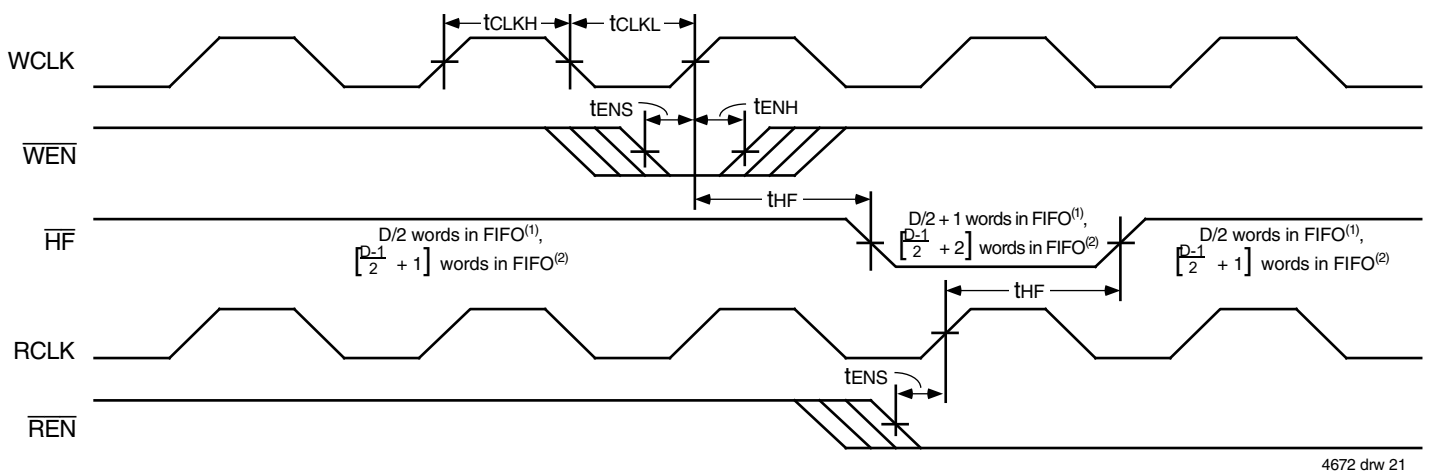 tCLKH
tCLKL
WCLK
tENS
tENH
WEN
tHF
HF
D/2 words in FIFO(1),
[D-1/2 + 1] words in FIFO(2)
D/2 + 1 words in FIFO(1),
[D-1/2 + 2] words in FIFO(2)
D/2 words in FIFO(1),
[D-1/2 + 1] words in FIFO(2)
tHF
RCLK
tENS
REN
4672 drw 21